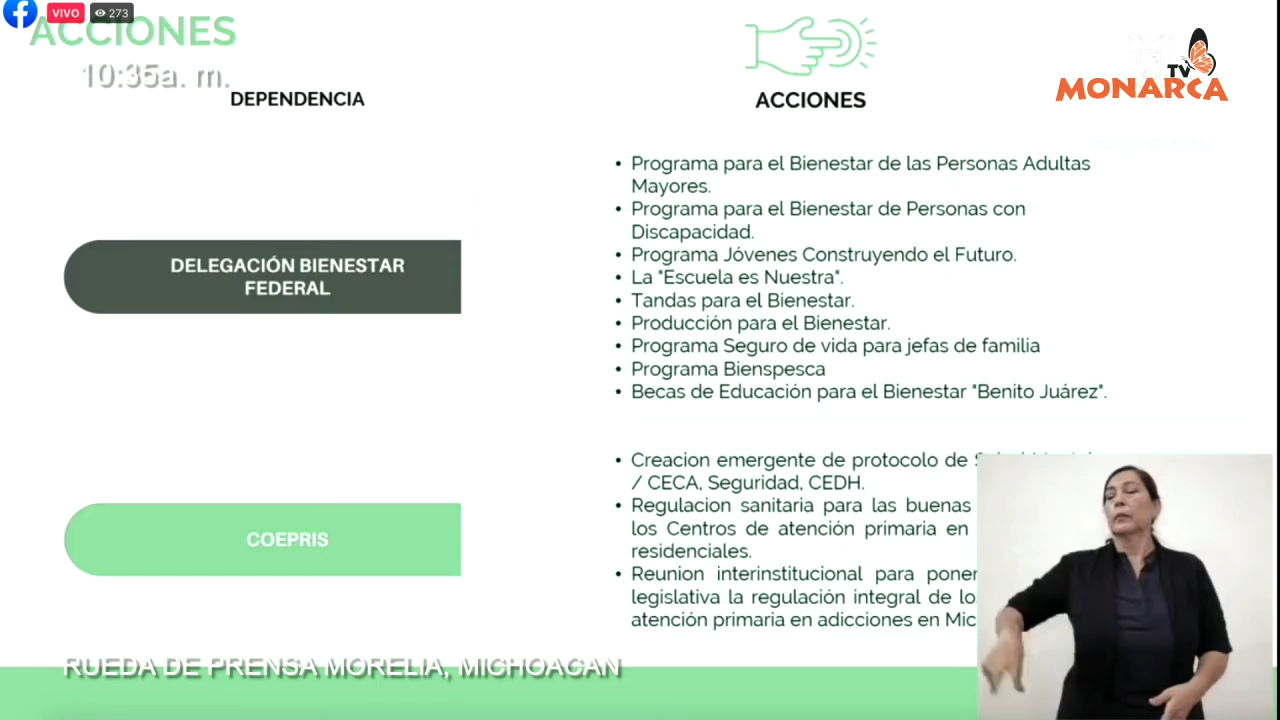 VIVO
273
ACCIONES
10:35a. m.
TV
MONARCA
DEPENDENCIA
ACCIONES
DELEGACIÓN BIENESTAR
FEDERAL
• Programa para el Bienestar de las Personas Adultas
Mayores.
• Programa para el Bienestar de Personas con
Discapacidad.
• Programa Jóvenes Construyendo el Futuro.
• La "Escuela es Nuestra".
• Tandas para el Bienestar.
• Producción para el Bienestar.
• Programa Seguro de vida para jefas de familia
• Programa Bienspesca
• Becas de Educación para el Bienestar "Benito Juárez".
COEPRIS
• Creacion emergente de protocolo de
/ CECA, Seguridad, CEDH.
• Regulacion sanitaria para las buenas
los Centros de atención primaria en
residenciales.
• Reunion interinstitucional para
legislativa la regulación integral de
atención primaria en adicciones en
RUEDA DE PRENSA MORELIA, MICHOACAN